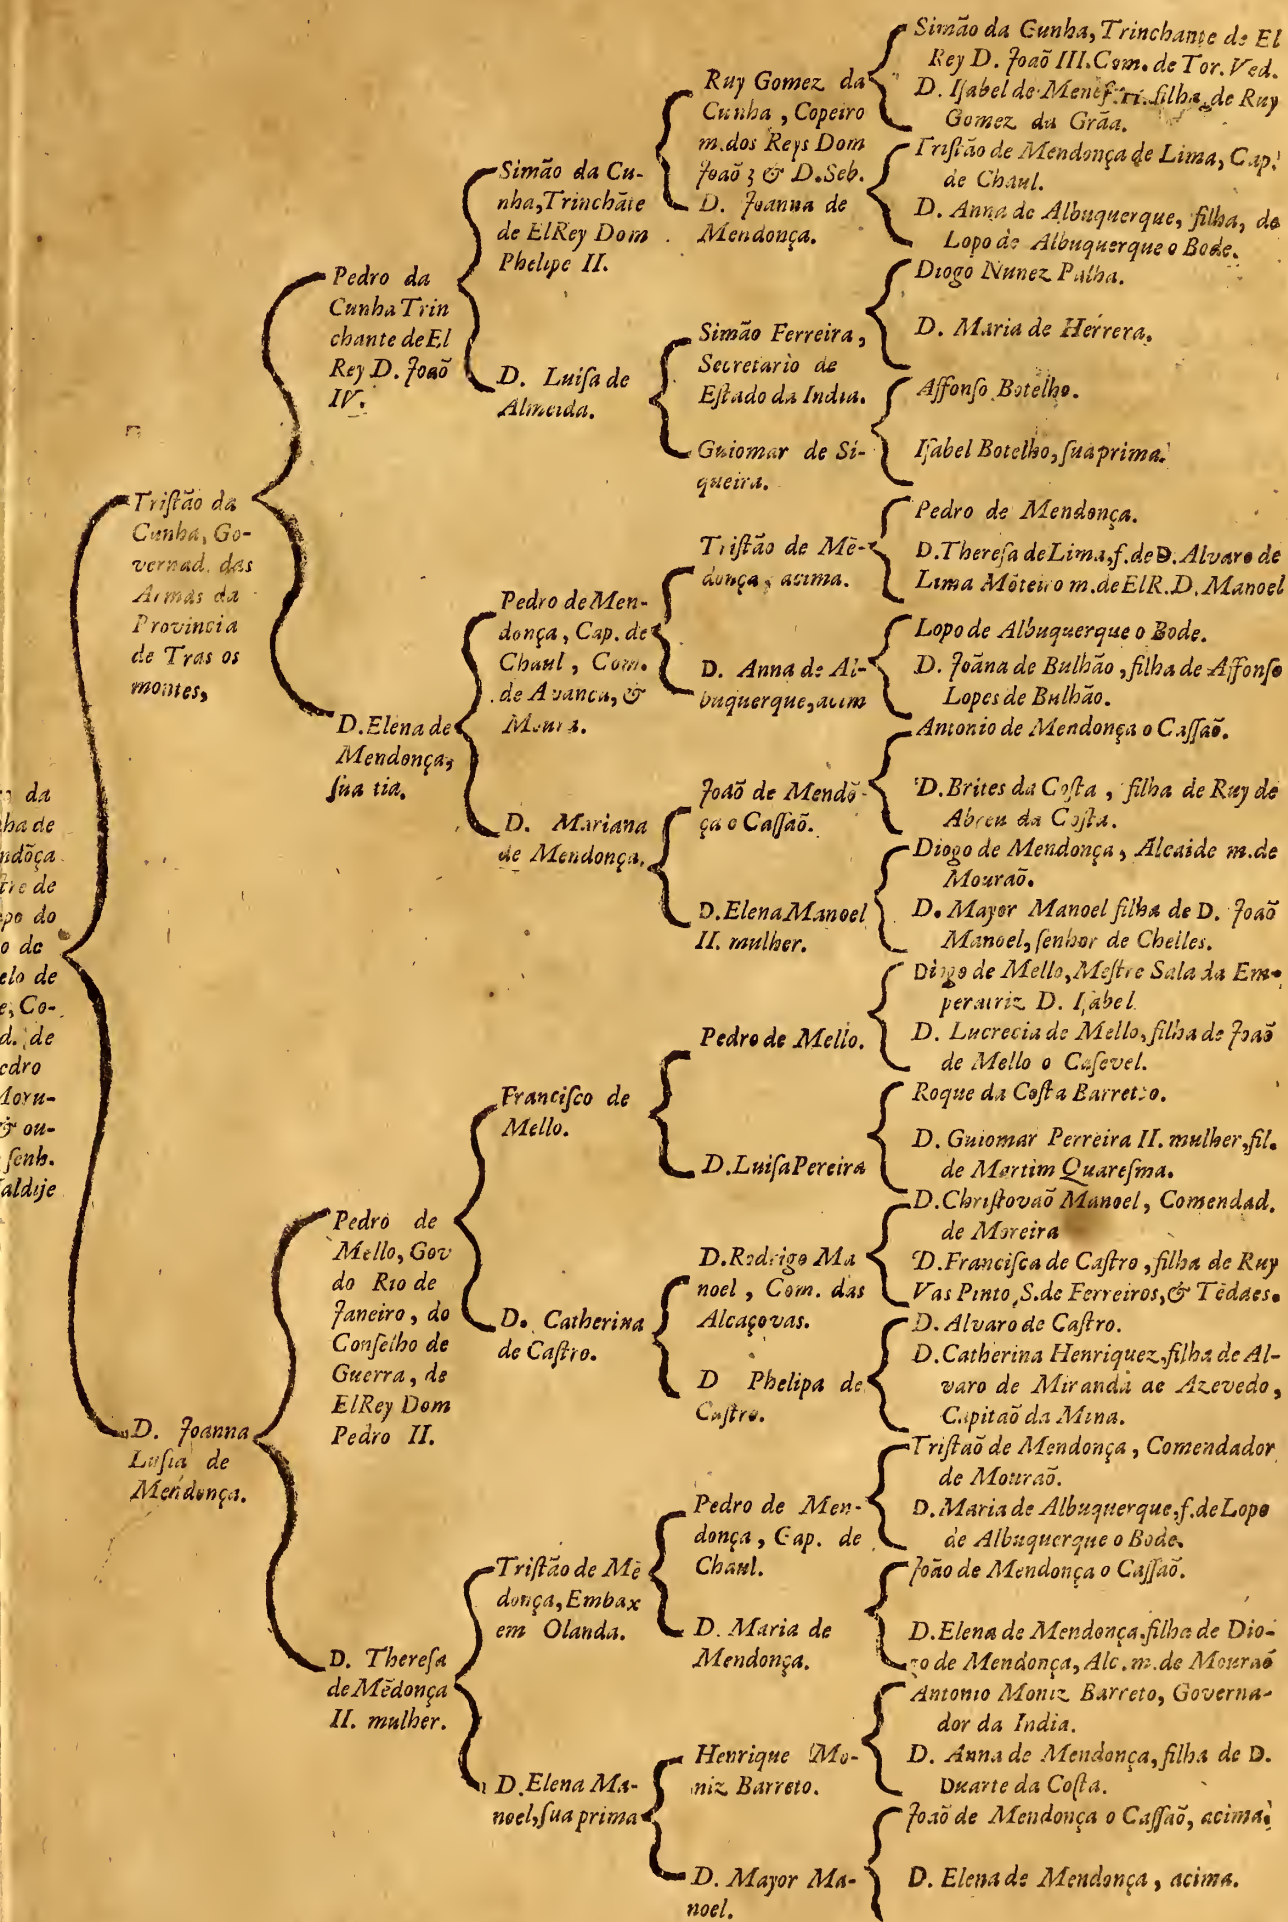 da
ha de
ndõça
tre de
po do
o de
elo de
e, Co-
d. de
edro
Moru-
& ou-
senh.
aldije
Tristão da
Cunha, Go-
vernad. das
Armas da
Provincia
de Tras os
montes,
D. Joanna
Lusia de
Mendonça.
Pedro da
Cunha Trin
chante de El
Rey D. Joaõ
IV.
D. Elena de
Mendonça,
sua tia.
Pedro de
Mello, Gov
do Rio de
Janeiro, do
Conselho de
Guerra, de
ElRey Dom
Pedro II.
D. Theresa
de Mẽdonça
II. mulher.
Simão da Cu-
nha, Trinchãte
de ElRey Dom
Phelipe II.
D. Luisa de
Almeida.
Pedro de Men-
donça, Cap. de
Chaul, Com.
de Avanca, &
Moura.
D. Mariana
de Mendonça.
Francisco de
Mello.
D. Catherina
de Castro.
Tristão de Mẽ
donça, Embax
em Olanda.
D. Elena Ma-
noel, sua prima
Ruy Gomez da
Cunha, Copeiro
m. dos Reys Dom
Joaõ 3 & D. Seb.
D. Joanna de
Mendonça.
Simão Ferreira,
Secretario de
Estado da India.
Guiomar de Si-
queira.
Tristão de Mẽ-
donça, acima.
D. Anna de Al-
buquerque, acim
Joaõ de Mendõ-
ça o Cassaõ.
D. Elena Manoel
II. mulher.
Pedro de Mello.
D. Luisa Pereira
D. Rodrigo Ma
noel, Com. das
Alcaçovas.
D Phelipa de
Castro.
Pedro de Men-
donça, Cap. de
Chaul.
D. Maria de
Mendonça.
Henrique Mo-
niz Barreto.
D. Mayor Ma-
noel.
Simão da Cunha, Trinchante de El
Rey D. Joaõ III. Com. de Tor. Ved.
D. Isabel de Menes. filha de Ruy
Gomez da Grãa.
Tristão de Mendonça de Lima, Cap.
de Chaul.
D. Anna de Albuquerque, filha, de
Lopo de Albuquerque o Bode.
Diogo Nunez Palha.
D. Maria de Herrera.
Affonso Botelho.
Isabel Botelho, sua prima.
Pedro de Mendonça.
D. Theresa de Lima, f. de D. Alvaro de
Lima Mõteiro m. de ElR. D. Manoel
Lopo de Albuquerque o Bode.
D. Joãna de Bulhão, filha de Affonso
Lopes de Bulhão.
Antonio de Mendonça o Cassaõ.
D. Brites da Costa, filha de Ruy de
Abreu da Costa.
Diogo de Mendonça, Alcaide m. de
Mouraõ.
D. Mayor Manoel filha de D. Joaõ
Manoel, senhor de Chelles.
Diogo de Mello, Mestre Sala da Em-
peratriz D. Isabel.
D. Lucrecia de Mello, filha de Joaõ
de Mello o Casevel.
Roque da Costa Barretto.
D. Guiomar Perreira II. mulher, fil.
de Martim Quaresma.
D. Christovaõ Manoel, Comendad.
de Moreira
D. Francisca de Castro, filha de Ruy
Vas Pinto, S. de Ferreiros, & Tẽdaes.
D. Alvaro de Castro.
D. Catherina Henriquez, filha de Al-
varo de Miranda de Azevedo,
Capitaõ da Mina.
Tristaõ de Mendonça, Comendador
de Mouraõ.
D. Maria de Albuquerque, f. de Lopo
de Albuquerque o Bode.
João de Mendonça o Cassaõ.
D. Elena de Mendonça. filha de Dio-
go de Mendonça, Alc. m. de Mouraõ
Antonio Moniz Barreto, Governa-
dor da India.
D. Anna de Mendonça, filha de D.
Duarte da Costa.
Joaõ de Mendonça o Cassaõ, acima.
D. Elena de Mendonça, acima.